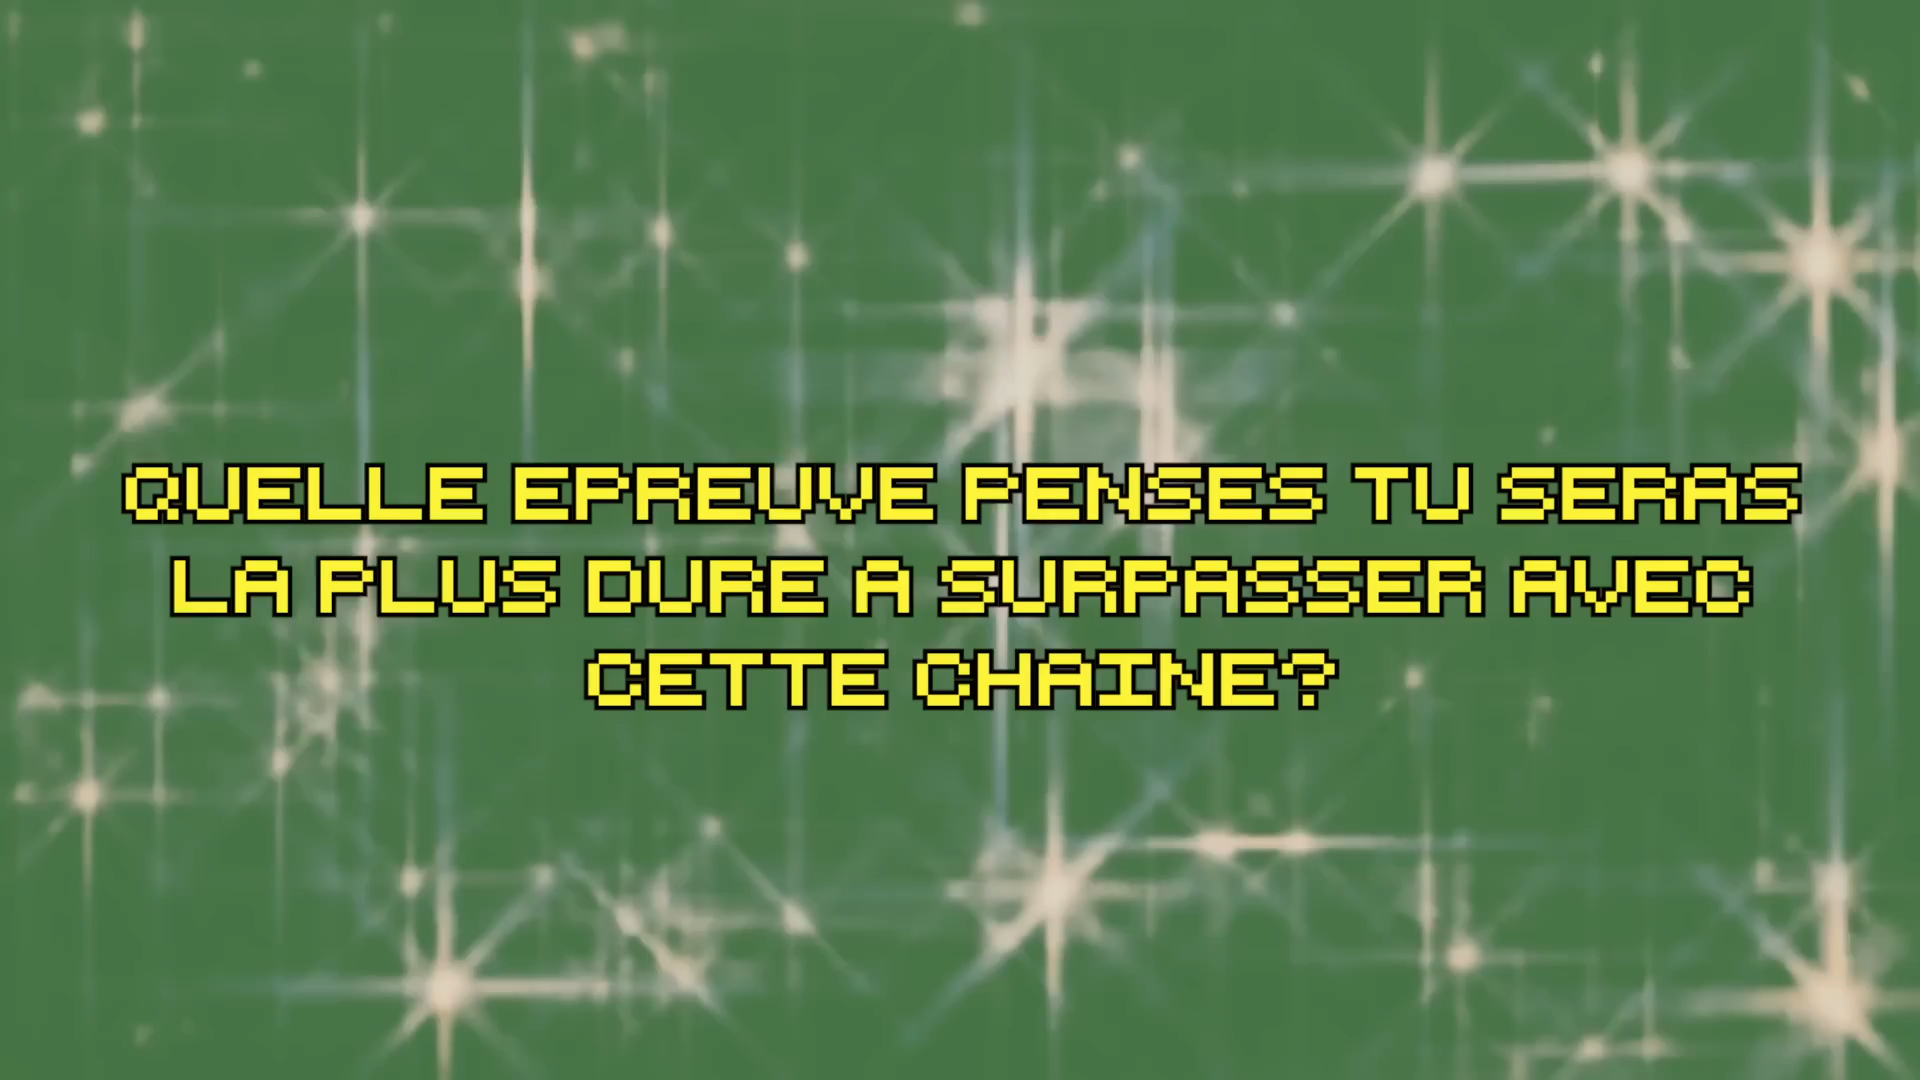 QUELLE EPREUVE PENSES TU SERAS
LA PLUS DURE A SURPASSER AVEC
CETTE CHAINE?